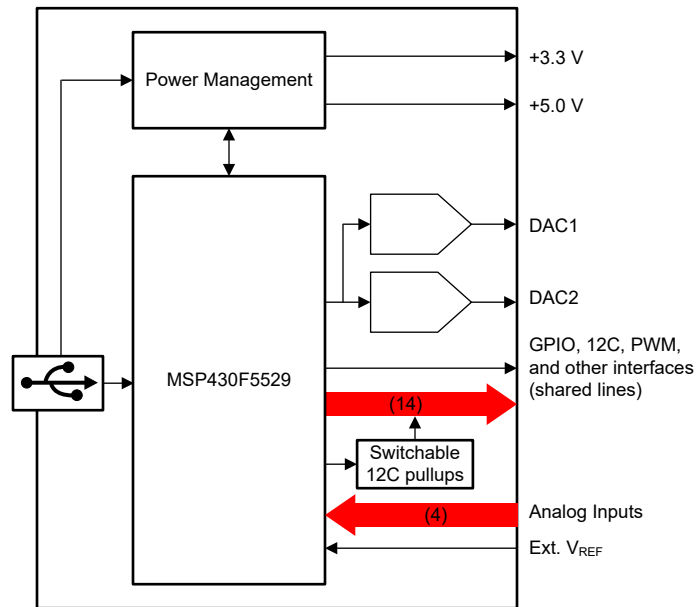 Power Management
+3.3 V
+5.0 V
MSP430F5529
DAC1
DAC2
GPIO, 12C, PWM,
and other interfaces
(shared lines)
(14)
Switchable
12C pullups
(4)
Analog Inputs
Ext. VREF